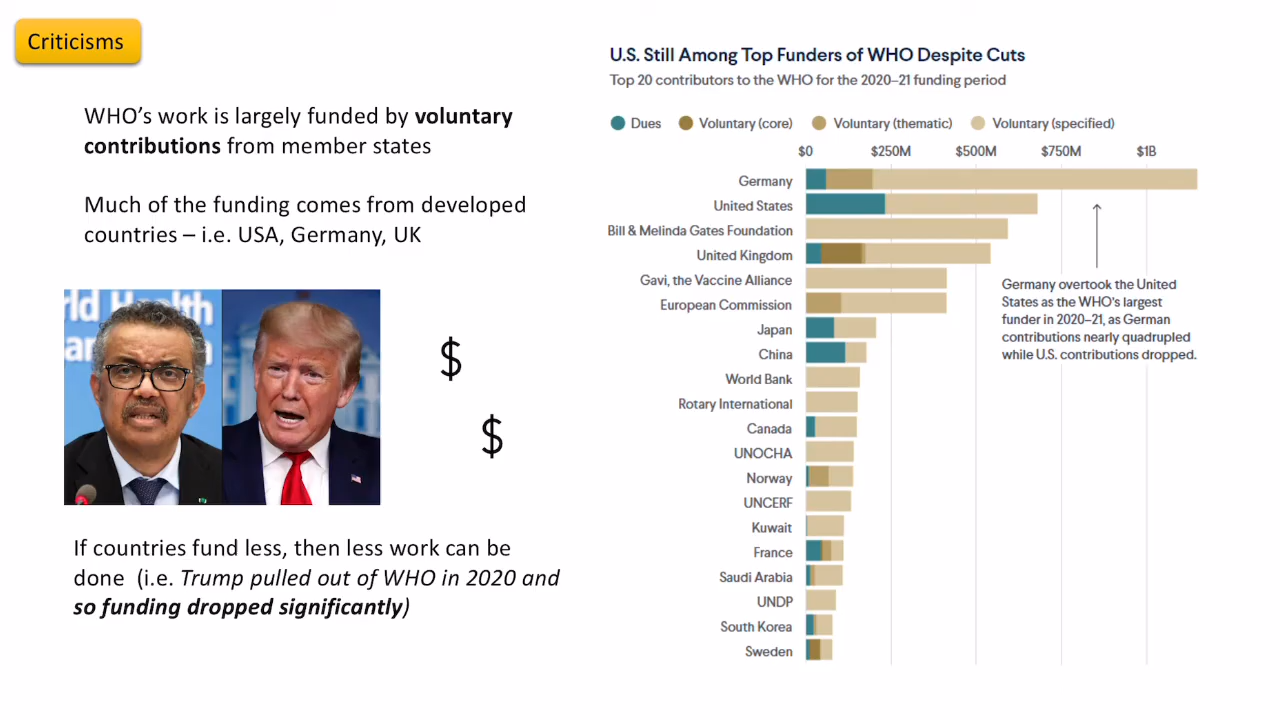 Criticisms
WHO's work is largely funded by voluntary
contributions from member states
Much of the funding comes from developed
countries – i.e. USA, Germany, UK
rld Health
$
$
If countries fund less, then less work can be
done (i.e. Trump pulled out of WHO in 2020 and
so funding dropped significantly)
U.S. Still Among Top Funders of WHO Despite Cuts
Top 20 contributors to the WHO for the 2020–21 funding period
Dues Voluntary (core) Voluntary (thematic) Voluntary (specified)
$0 $250M $500M $750M $1B
Germany
United States
Bill & Melinda Gates Foundation
United Kingdom
Gavi, the Vaccine Alliance
European Commission
Japan
China
World Bank
Rotary International
Canada
UNOCHA
Norway
UNCERF
Kuwait
France
Saudi Arabia
UNDP
South Korea
Sweden
Germany overtook the United
States as the WHO's largest
funder in 2020–21, as German
contributions nearly quadrupled
while U.S. contributions dropped.